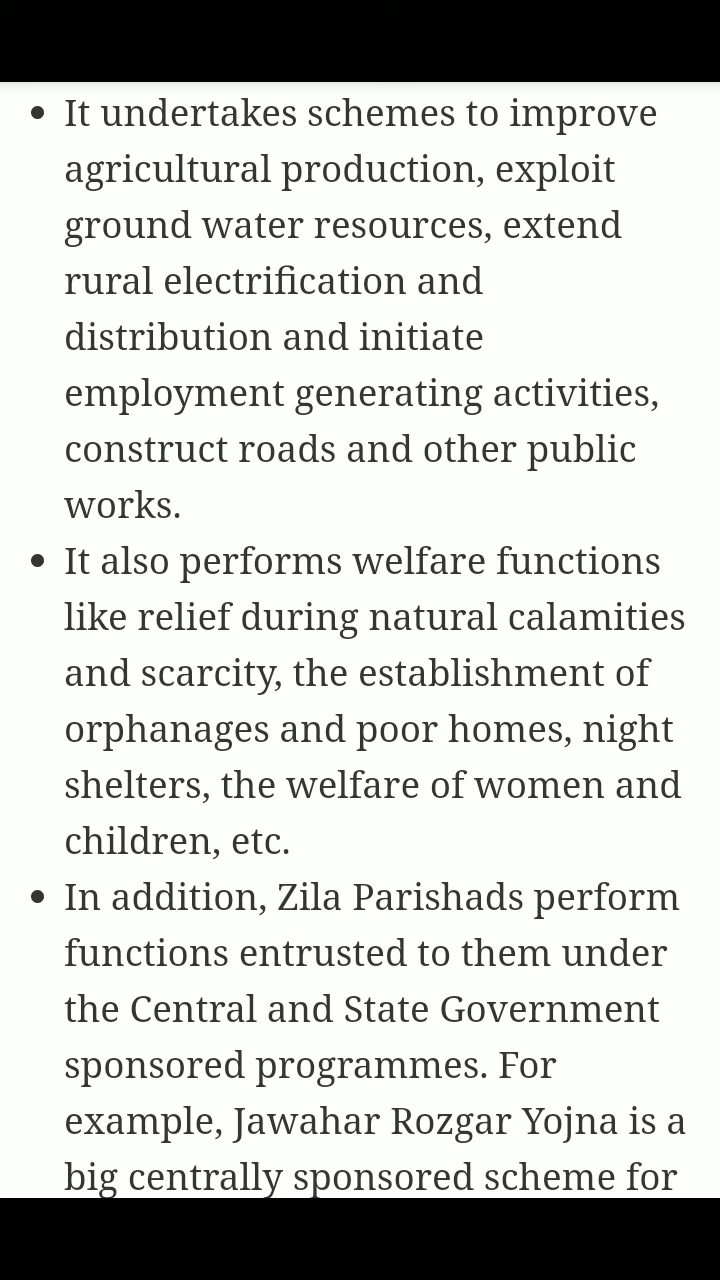 • It undertakes schemes to improve
agricultural production, exploit
ground water resources, extend
rural electrification and
distribution and initiate
employment generating activities,
construct roads and other public
works.
• It also performs welfare functions
like relief during natural calamities
and scarcity, the establishment of
orphanages and poor homes, night
shelters, the welfare of women and
children, etc.
• In addition, Zila Parishads perform
functions entrusted to them under
the Central and State Government
sponsored programmes. For
example, Jawahar Rozgar Yojna is a
big centrally sponsored scheme for